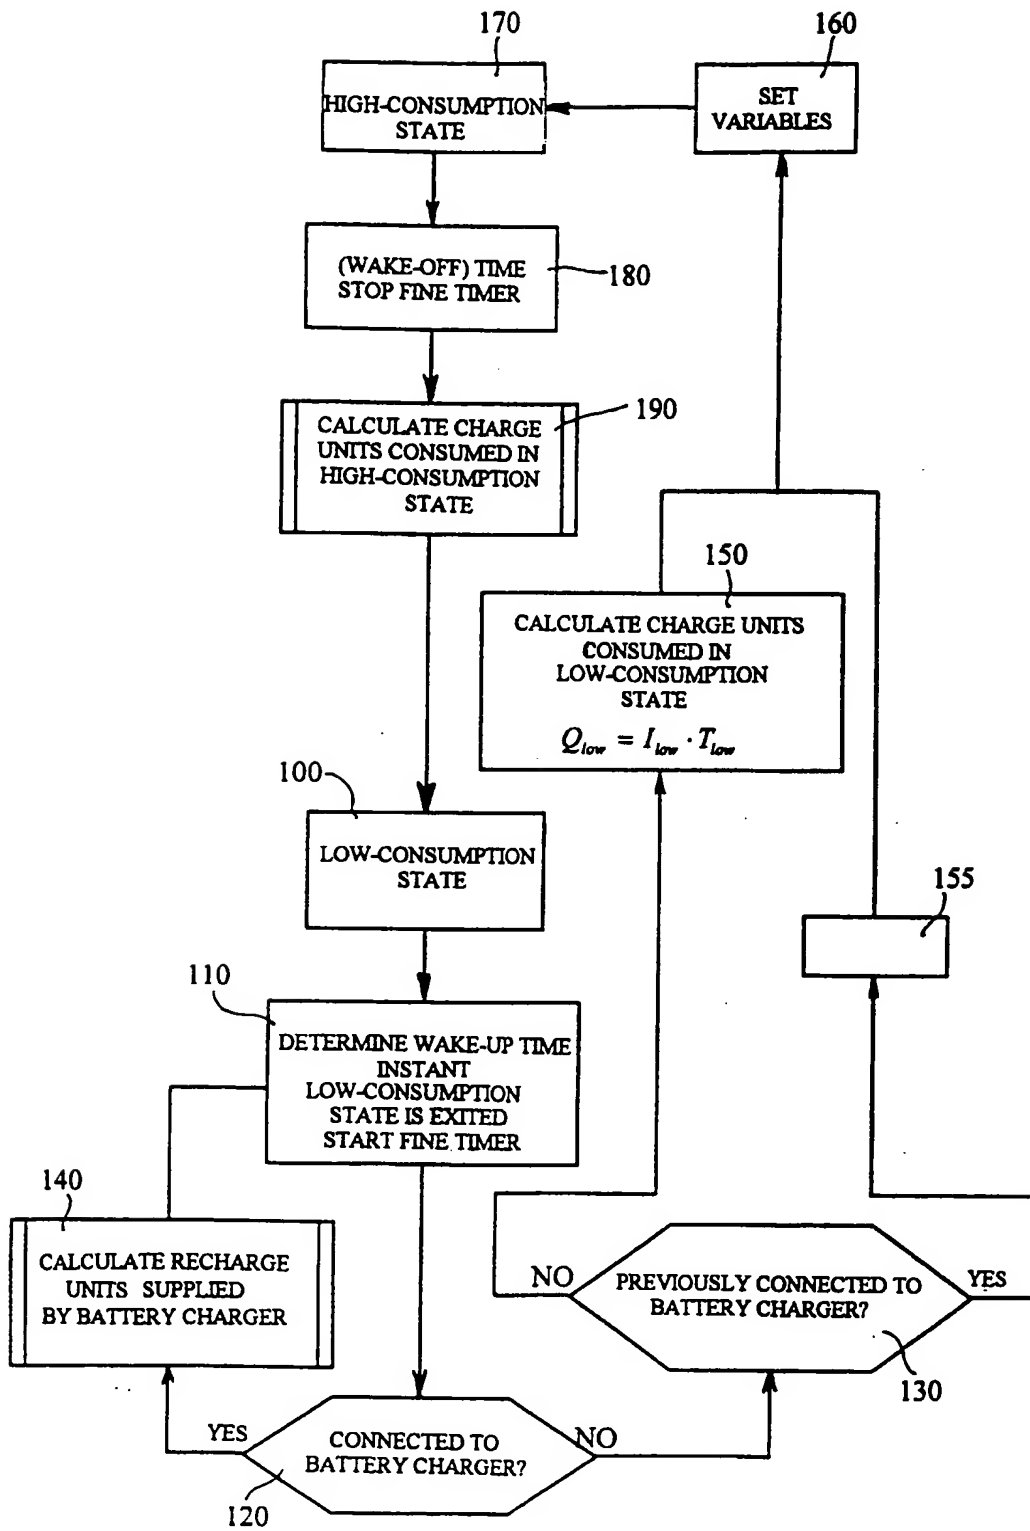 170
160
HIGH-CONSUMPTION
STATE
SET
VARIABLES
(WAKE-OFF) TIME
STOP FINE TIMER
180
CALCULATE CHARGE
UNITS CONSUMED IN
HIGH-CONSUMPTION
STATE
190
150
CALCULATE CHARGE UNITS
CONSUMED IN
LOW-CONSUMPTION
STATE
Q_low = I_low · T_low
100
LOW-CONSUMPTION
STATE
155
110
DETERMINE WAKE-UP TIME
INSTANT
LOW-CONSUMPTION
STATE IS EXITED
START FINE TIMER
140
CALCULATE RECHARGE
UNITS SUPPLIED
BY BATTERY CHARGER
NO
PREVIOUSLY CONNECTED TO
BATTERY CHARGER?
YES
130
YES
CONNECTED TO
BATTERY CHARGER?
NO
120